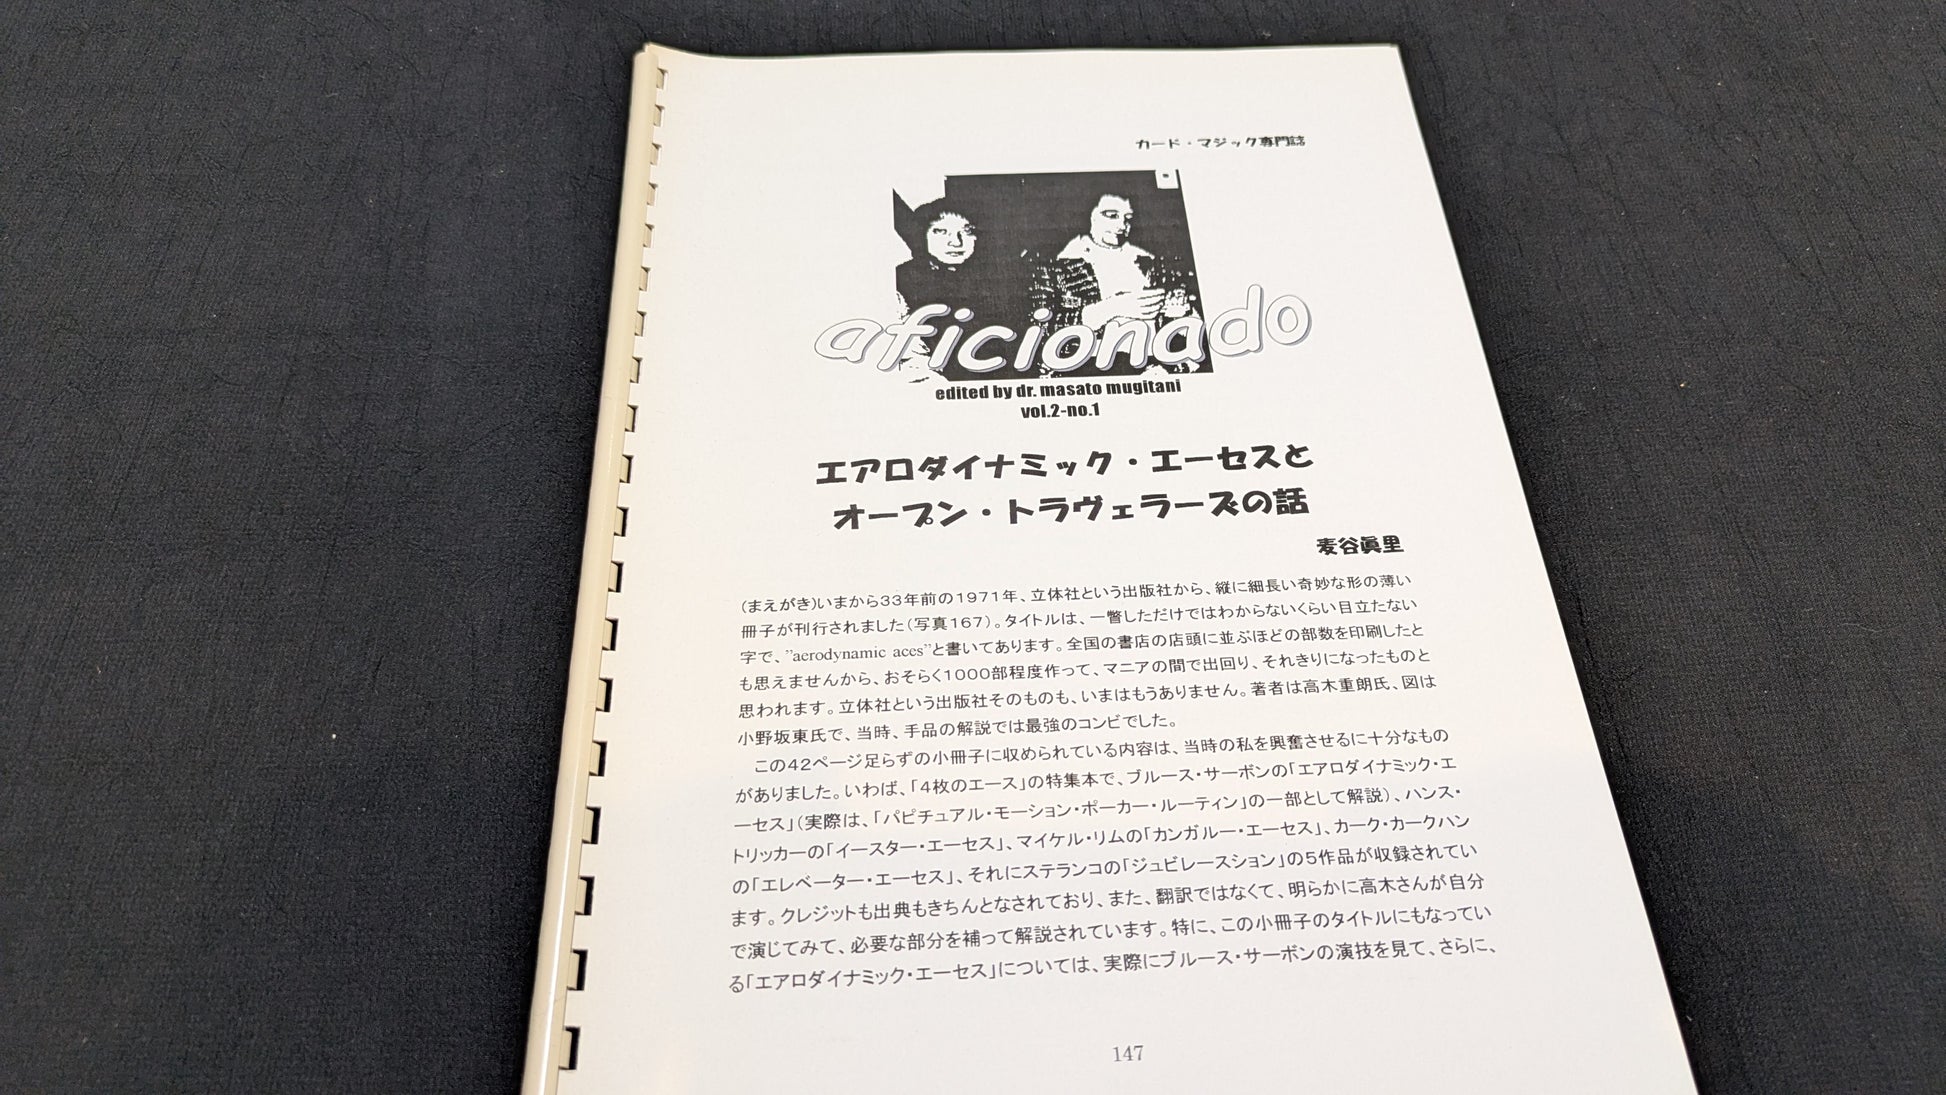 カード・マジック専門誌
aficionado
edited by dr. masato mugitani
vol.2-no.1
エアロダイナミック・エーセスと
オープン・トラヴェラーズの話
麦谷眞里
(まえがき)いまから33年前の1971年、立体社という出版社から、縦に細長い奇妙な形の薄い
冊子が刊行されました(写真167)。タイトルは、一瞥しただけではわからないくらい目立たない
字で、"aerodynamic aces"と書いてあります。全国の書店の店頭に並ぶほどの部数を印刷したと
も思えませんから、おそらく1000部程度作って、マニアの間で出回り、それきりになったものと
思われます。立体社という出版社そのものも、いまはもうありません。著者は高木重朗氏、図は
小野坂東氏で、当時、手品の解説では最強のコンビでした。
この42ページ足らずの小冊子に収められている内容は、当時の私を興奮させるに十分なもの
がありました。いわば、「4枚のエース」の特集本で、ブルース・サーボンの「エアロダイナミック・エ
ーセス」(実際は、「パピチュアル・モーション・ポーカー・ルーティン」の一部として解説)、ハンス・
トリッカーの「イースター・エーセス」、マイケル・リムの「カンガルー・エーセス」、カーク・カークハン
の「エレベーター・エーセス」、それにステランコの「ジュビレースション」の5作品が収録されてい
ます。クレジットも出典もきちんとなされており、また、翻訳ではなくて、明らかに高木さんが自分
で演じてみて、必要な部分を補って解説されています。特に、この小冊子のタイトルにもなってい
る「エアロダイナミック・エーセス」については、実際にブルース・サーボンの演技を見て、さらに、
147